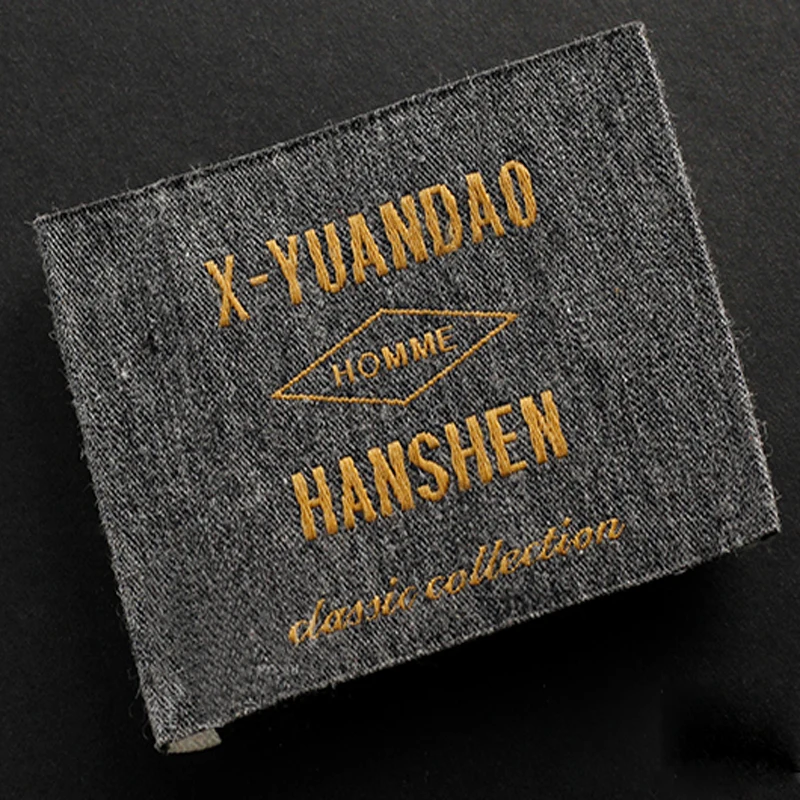 X-YUANDAO
HOMME
HANSHEN
classic collection